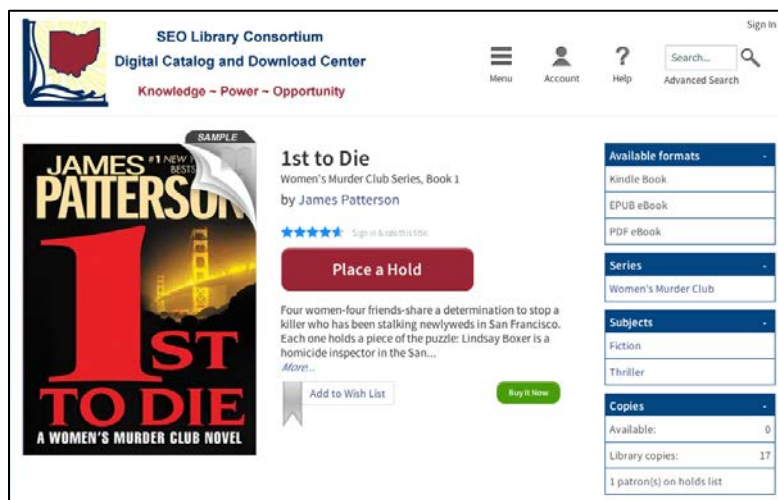 SEO Library Consortium
Digital Catalog and Download Center
Knowledge ~ Power ~ Opportunity
Sign In
Menu
Account
?
Help
Search...
Advanced Search
SAMPLE
JAMES
#1 NEW
BESTS
PATTERSON
1ST
TO DIE
A WOMEN'S MURDER CLUB NOVEL
1st to Die
Women's Murder Club Series, Book 1
by James Patterson
Sign in & rate this title
Place a Hold
Four women-four friends-share a determination to stop a
killer who has been stalking newlyweds in San Francisco.
Each one holds a piece of the puzzle: Lindsay Boxer is a
homicide inspector in the San...
More...
Add to Wish List
Buy It Now
Available formats -
Kindle Book
EPUB eBook
PDF eBook
Series -
Women's Murder Club
Subjects -
Fiction
Thriller
Copies -
Available: 0
Library copies: 17
1 patron(s) on holds list